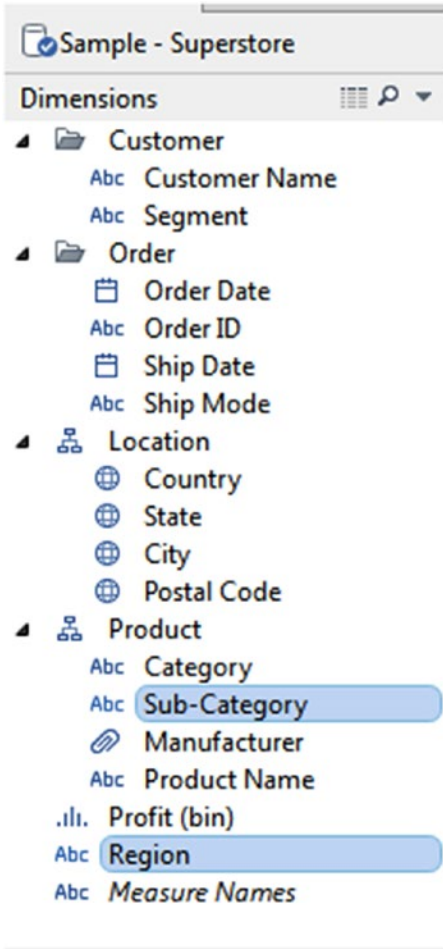 Sample - Superstore
Dimensions
Customer
Abc Customer Name
Abc Segment
Order
Order Date
Abc Order ID
Ship Date
Abc Ship Mode
Location
Country
State
City
Postal Code
Product
Abc Category
Abc Sub-Category
Manufacturer
Abc Product Name
Profit (bin)
Abc Region
Abc Measure Names